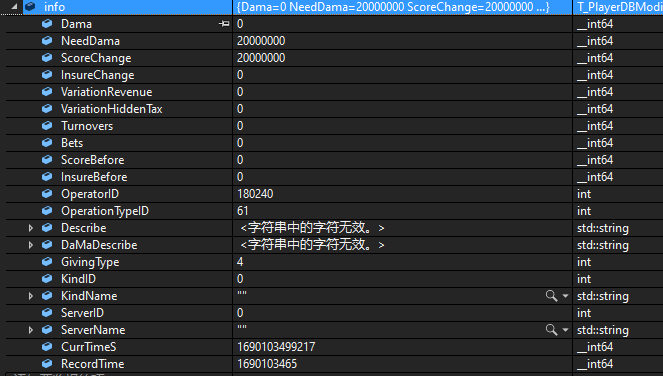 info {Dama=0 NeedDama=20000000 ScoreChange=20000000 ...} T_PlayerDBModi
Dama 0 __int64
NeedDama 20000000 __int64
ScoreChange 20000000 __int64
InsureChange 0 __int64
VariationRevenue 0 __int64
VariationHiddenTax 0 __int64
Turnovers 0 __int64
Bets 0 __int64
ScoreBefore 0 __int64
InsureBefore 0 __int64
OperatorID 180240 int
OperationTypeID 61 int
Describe <字符串中的字符无效。> std::string
DaMaDescribe <字符串中的字符无效。> std::string
GivingType 4 int
KindID 0 int
KindName "" std::string
ServerID 0 int
ServerName "" std::string
CurrTimeS 1690103499217 __int64
RecordTime 1690103465 __int64